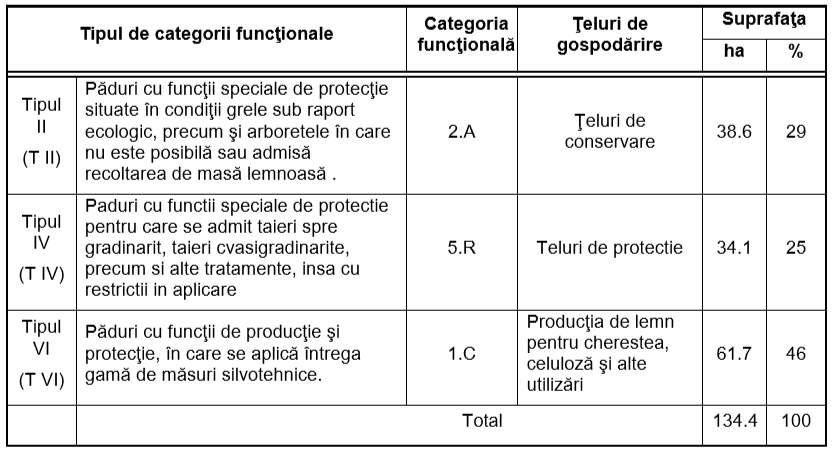 Tipul de categorii funcţionale
Categoria
funcţională
Ţeluri de
gospodărire
Suprafaţa
ha
%
Tipul
II
(T II)
Păduri cu funcţii speciale de protecţie
situate în condiţii grele sub raport
ecologic, precum şi arboretele în care
nu este posibilă sau admisă
recoltarea de masă lemnoasă .
2.A
Ţeluri de
conservare
38.6
29
Tipul
IV
(T IV)
Paduri cu functii speciale de protectie
pentru care se admit taieri spre
gradinarit, taieri cvasigradinarite,
precum si alte tratamente, insa cu
restrictii in aplicare
5.R
Teluri de protectie
34.1
25
Tipul
VI
(T VI)
Păduri cu funcţii de producţie şi
protecţie, în care se aplică întrega
gamă de măsuri silvotehnice.
1.C
Producţia de lemn
pentru cherestea,
celuloză şi alte
utilizări
61.7
46
Total
134.4
100